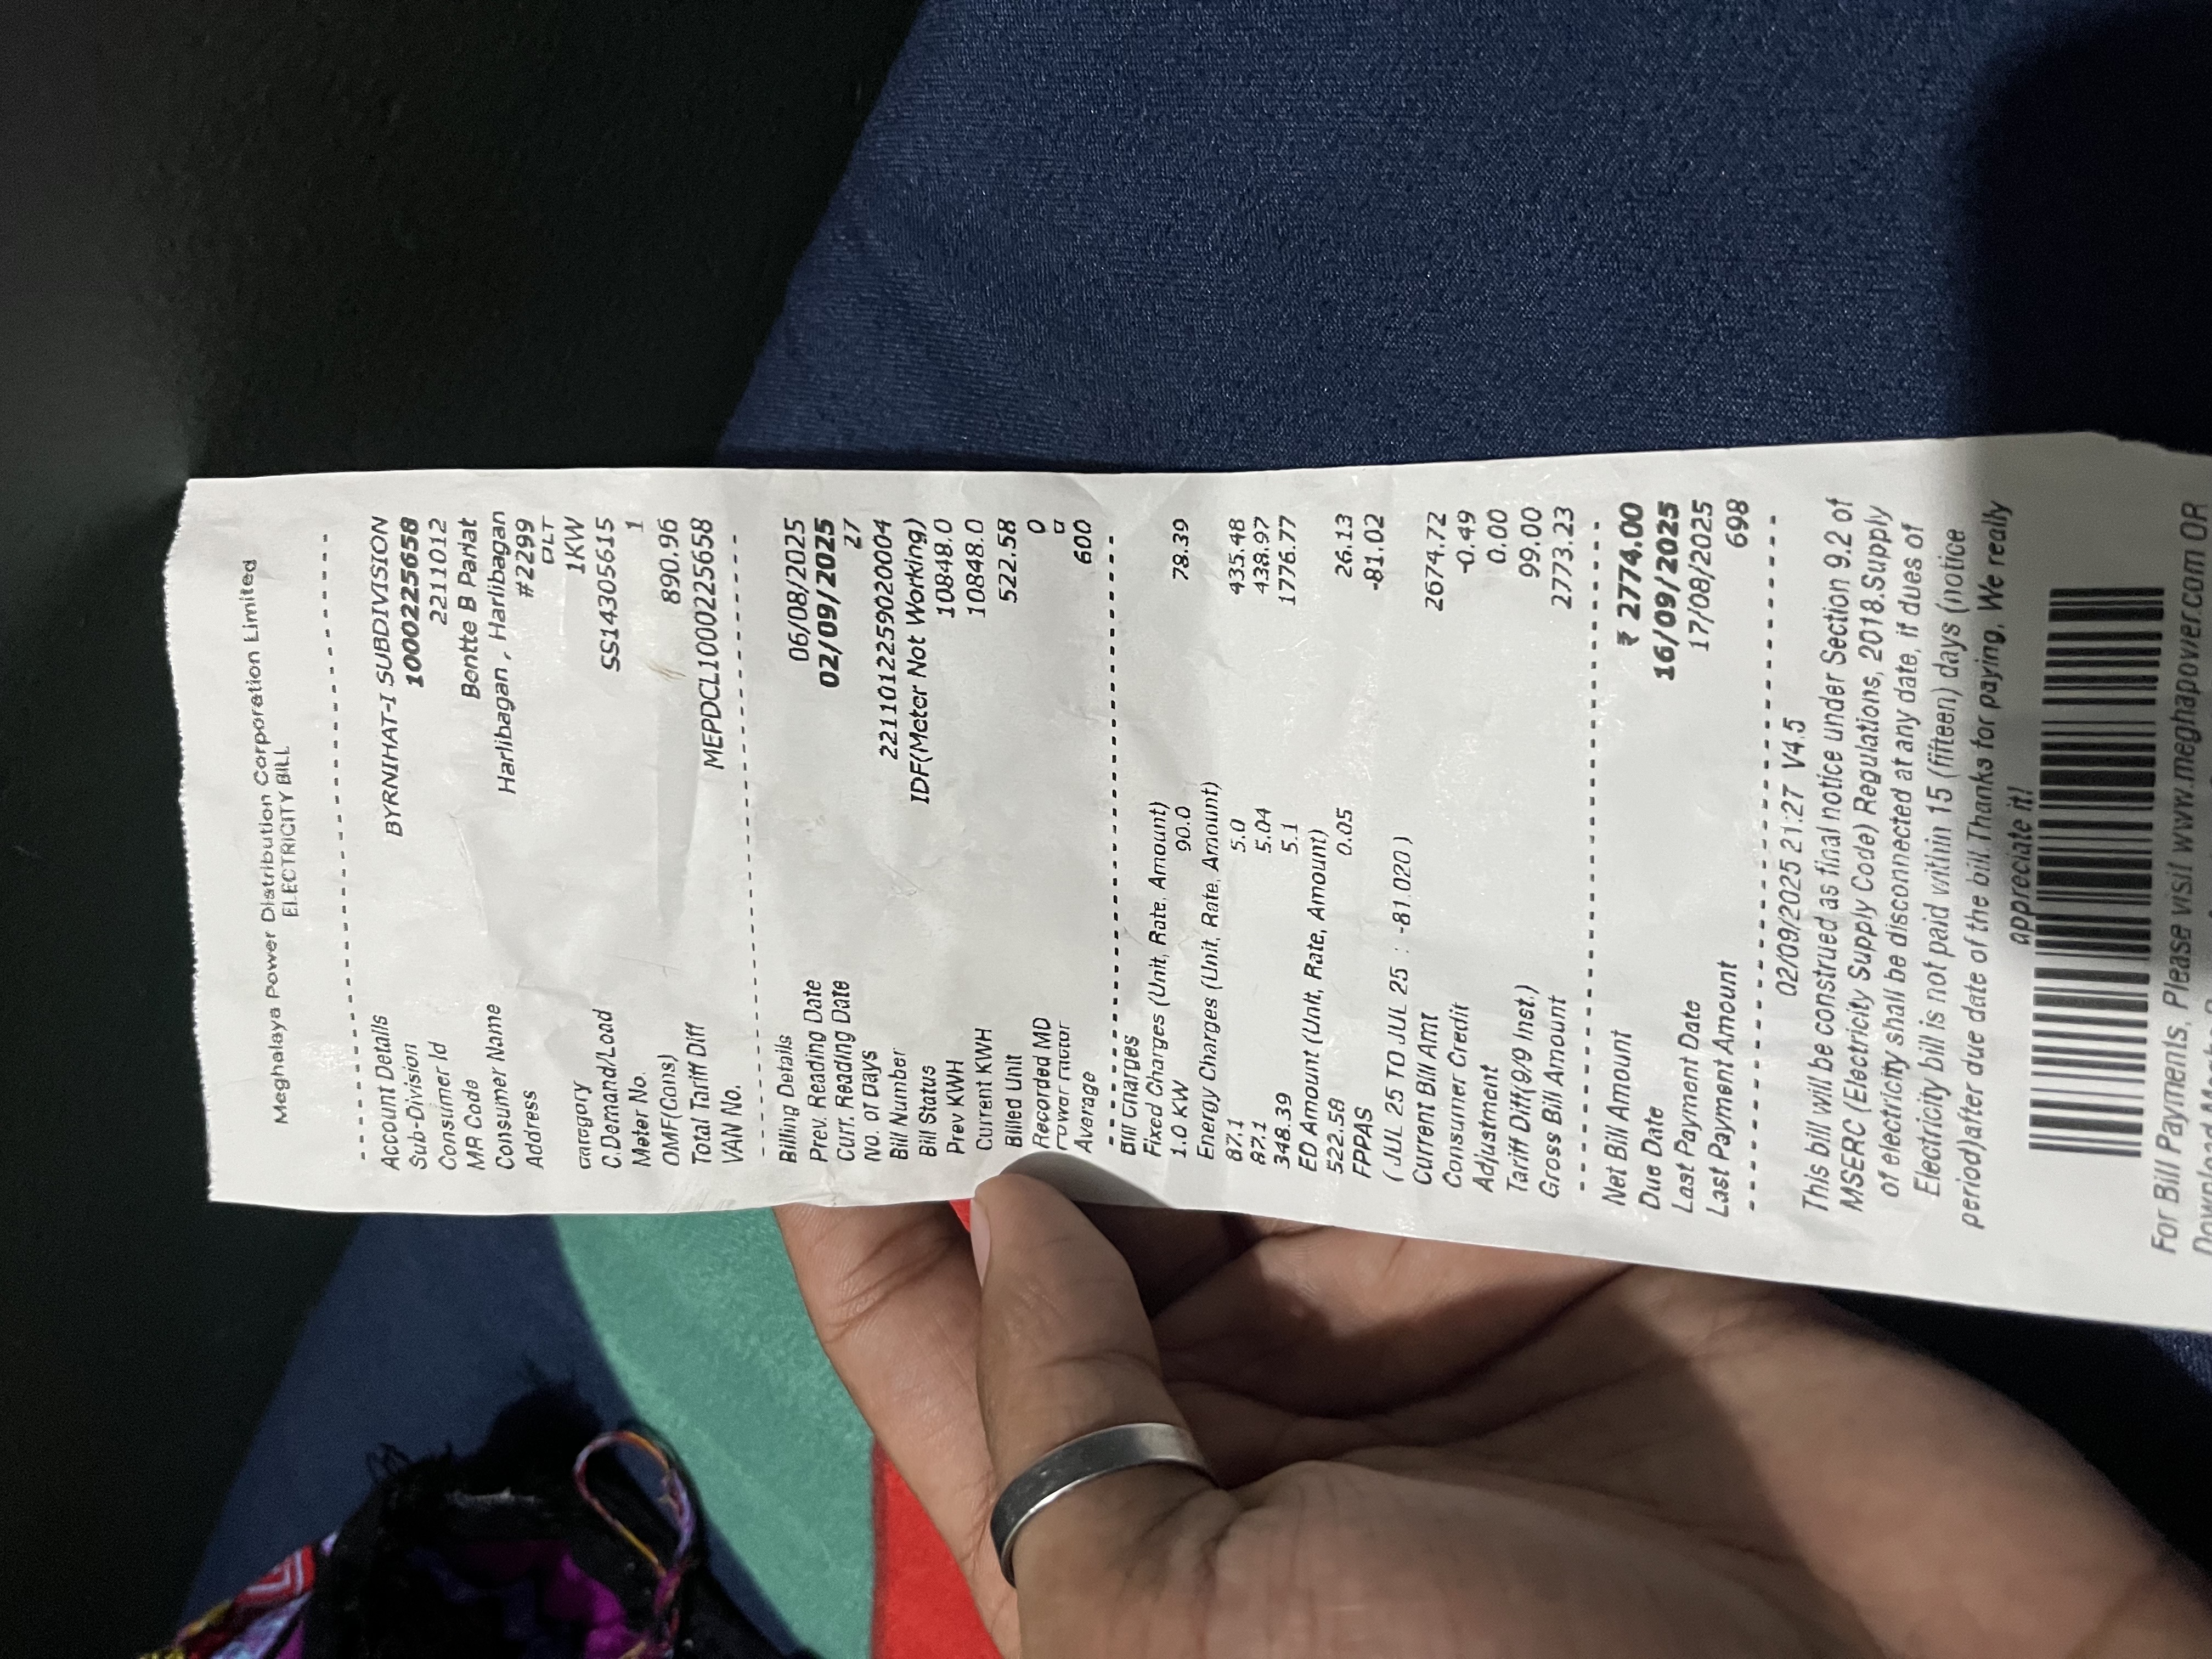 Meghalaya Power Distribution Corporation Limited
ELECTRICITY BILL
Account Details
Sub-Division BYRNIHAT-I SUBDIVISION
Consumer Id 1000225658
MR Code 2211012
Consumer Name Bontte B Pariat
Address Harlibagan , Harlibagan
#2299
Category DLT
C.Demand/Load 1KW
Meter No. SS14305615
OMF(Cons) 1
Total Tariff Diff 890.96
VAN No. MEPDCL1000225658
Billing Details
Prev. Reading Date 06/08/2025
Curr. Reading Date 02/09/2025
No. of Days 27
Bill Number 2211012259020004
Bill Status IDF(Meter Not Working)
Prev KWH 10848.0
Current KWH 10848.0
Billed Unit 522.58
Recorded MD 0
Power Factor 0
Average 600
Bill Charges
Fixed Charges (Unit, Rate, Amount)
1.0 KW 90.0 78.39
Energy Charges (Unit, Rate, Amount)
87.1 5.0 435.48
87.1 5.04 438.97
348.39 5.1 1776.77
ED Amount (Unit, Rate, Amount)
522.58 0.05 26.13
FPPAS -81.02
( JUL 25 TO JUL 25 : -81.020 )
Current Bill Amt 2674.72
Consumer Credit -0.49
Adjustment 0.00
Tariff Diff(9/9 Inst.) 99.00
Gross Bill Amount 2773.23
Net Bill Amount ₹ 2774.00
Due Date 16/09/2025
Last Payment Date 17/08/2025
Last Payment Amount 698
02/09/2025 21:27 V4.5
This bill will be construed as final notice under Section 9.2 of
MSERC (Electricity Supply Code) Regulations, 2018.Supply
of electricity shall be disconnected at any date, if dues of
Electricity bill is not paid within 15 (fifteen) days (notice
period)after due date of the bill.Thanks for paying, We really
appreciate it!
For Bill Payments, Please visit www.meghapower.com OR